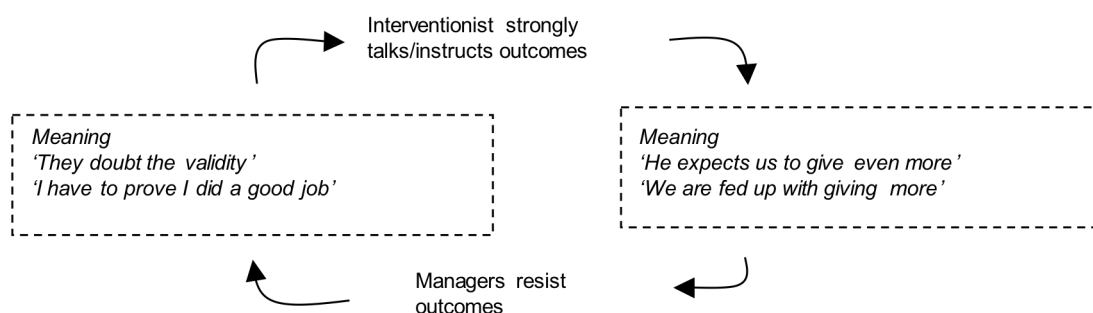 Interventionist strongly
talks/instructs outcomes
Meaning
‘They doubt the validity’
‘I have to prove I did a good job’
Meaning
‘He expects us to give even more’
‘We are fed up with giving more’
Managers resist
outcomes